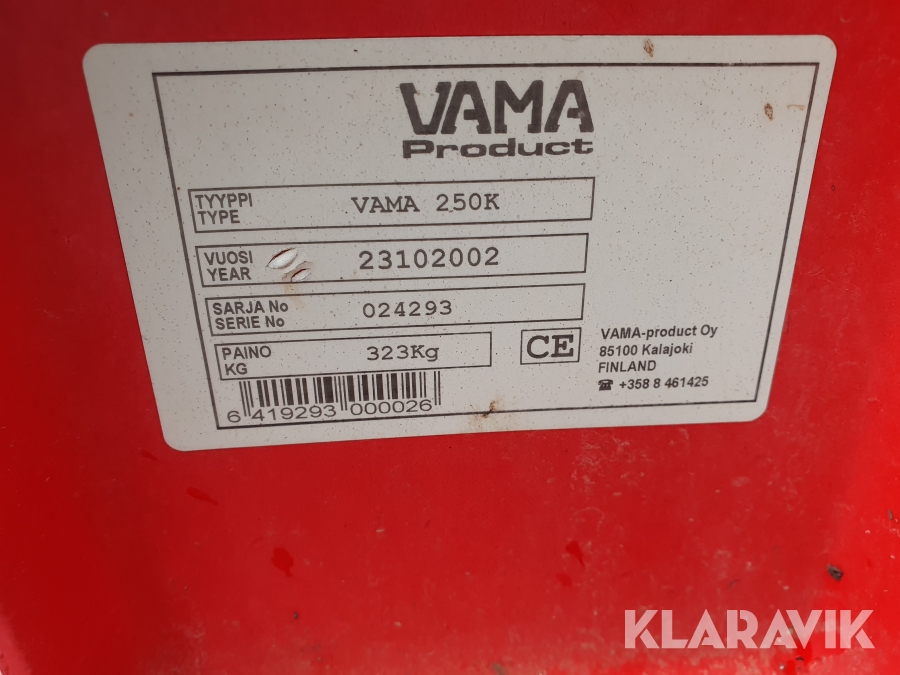 VAMA
Product
TYYPPI
TYPE
VAMA 250K
VUOSI
YEAR
23102002
SARJA No
SERIE No
024293
PAINO
KG
323Kg
CE
VAMA-product Oy
85100 Kalajoki
FINLAND
☎ +358 8 461425
6 419293 000026
KLARAVIK